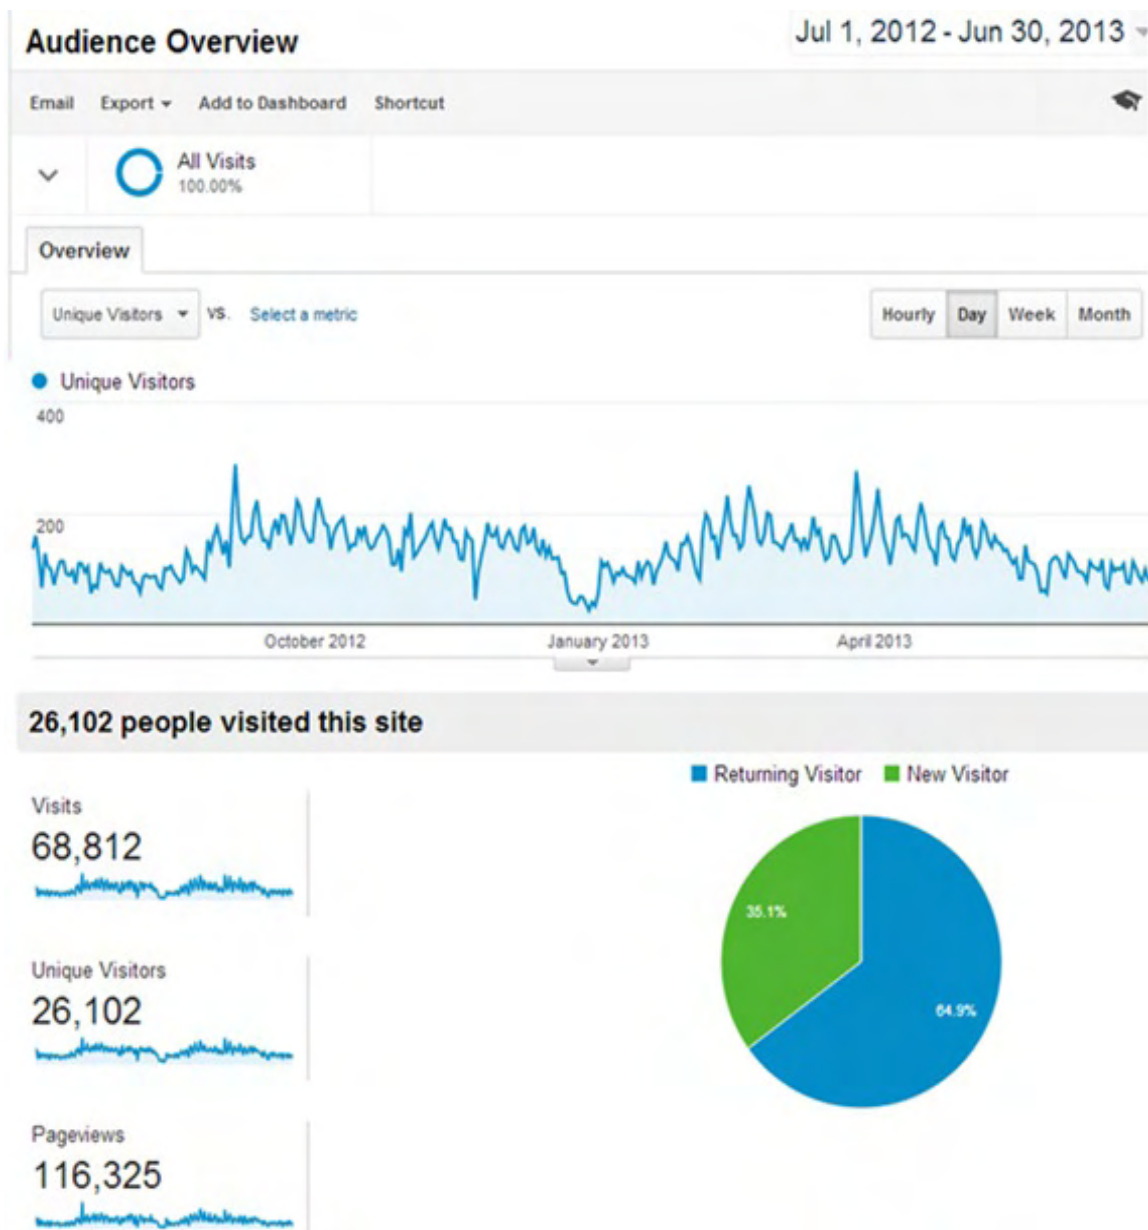 Audience Overview
Jul 1, 2012 - Jun 30, 2013
Email Export Add to Dashboard Shortcut
All Visits
100.00%
Overview
Unique Visitors VS. Select a metric
Hourly Day Week Month
Unique Visitors
400
200
October 2012 January 2013 April 2013
26,102 people visited this site
Returning Visitor New Visitor
Visits
68,812
35.1%
64.9%
Unique Visitors
26,102
Pageviews
116,325